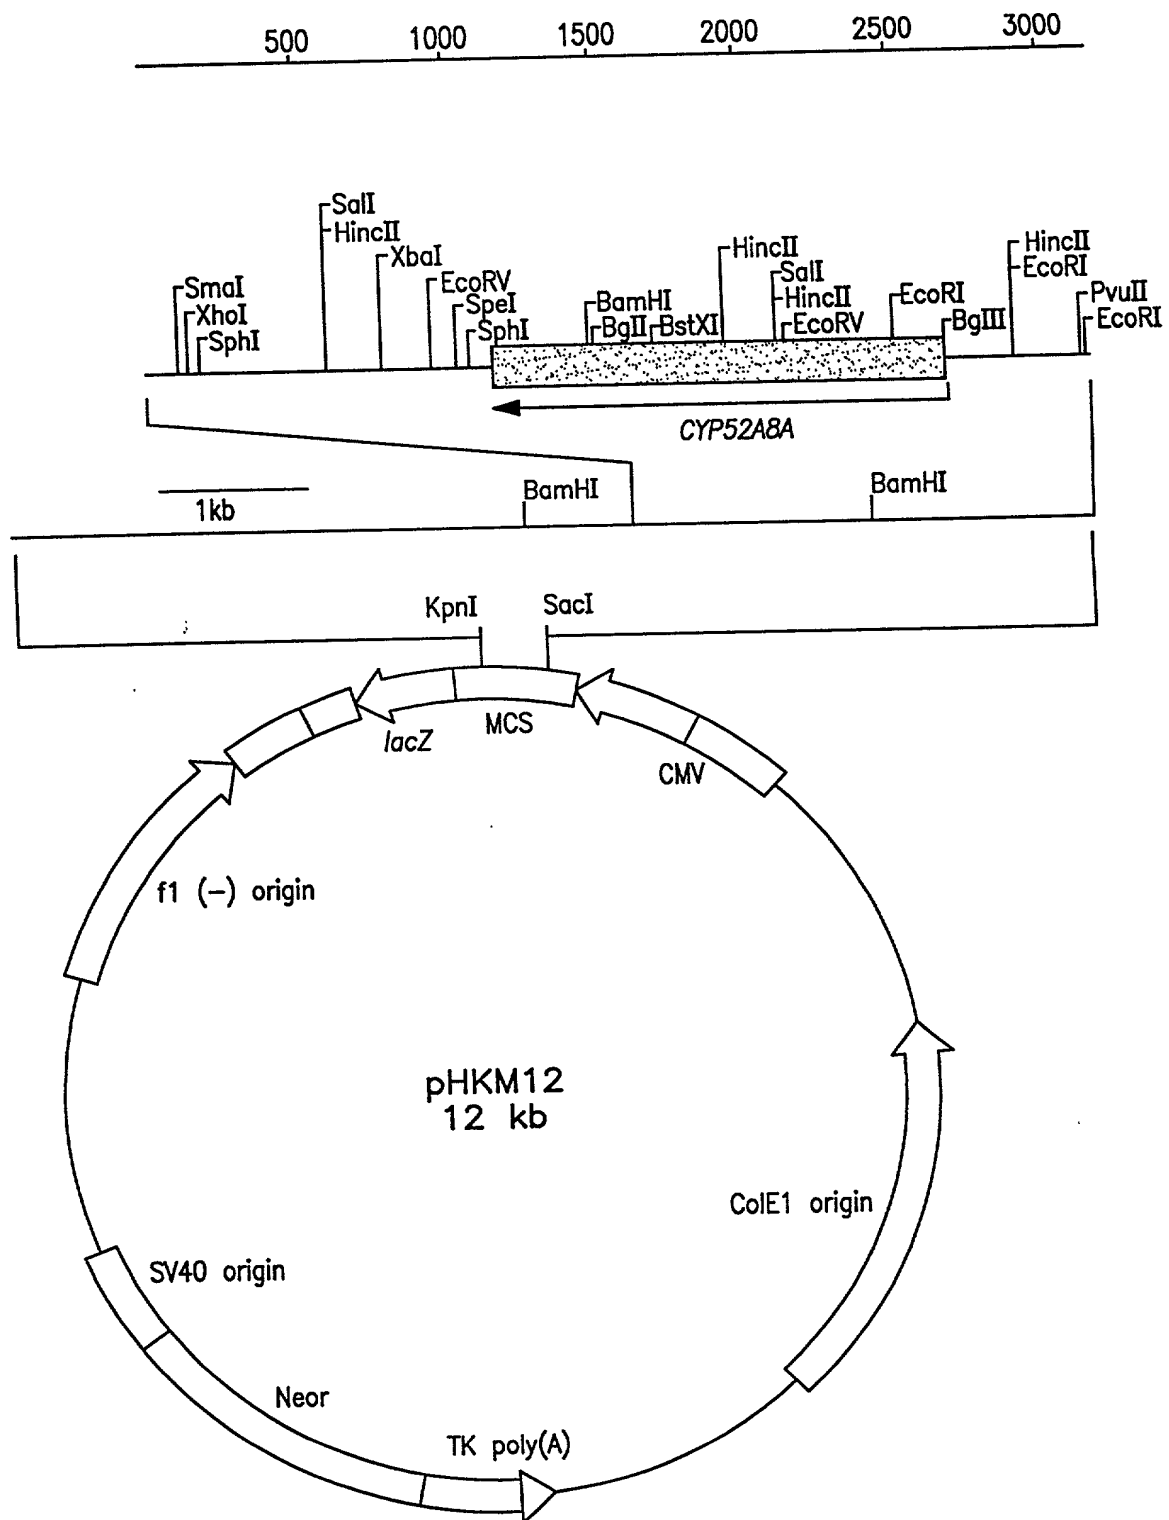 500 1000 1500 2000 2500 3000
SalI
HincII
XbaI
HincII
HincII
EcoRI
SmaI
XhoI
SphI
EcoRV
SpeI
SphI
BamHI
BglI
BstXI
SalI
HincII
EcoRV
EcoRI
BgIII
PvuII
EcoRI
CYP52A8A
1kb
BamHI
BamHI
KpnI
SacI
lacZ
MCS
CMV
f1 (-) origin
pHKM12
12 kb
ColE1 origin
SV40 origin
Neor
TK poly(A)